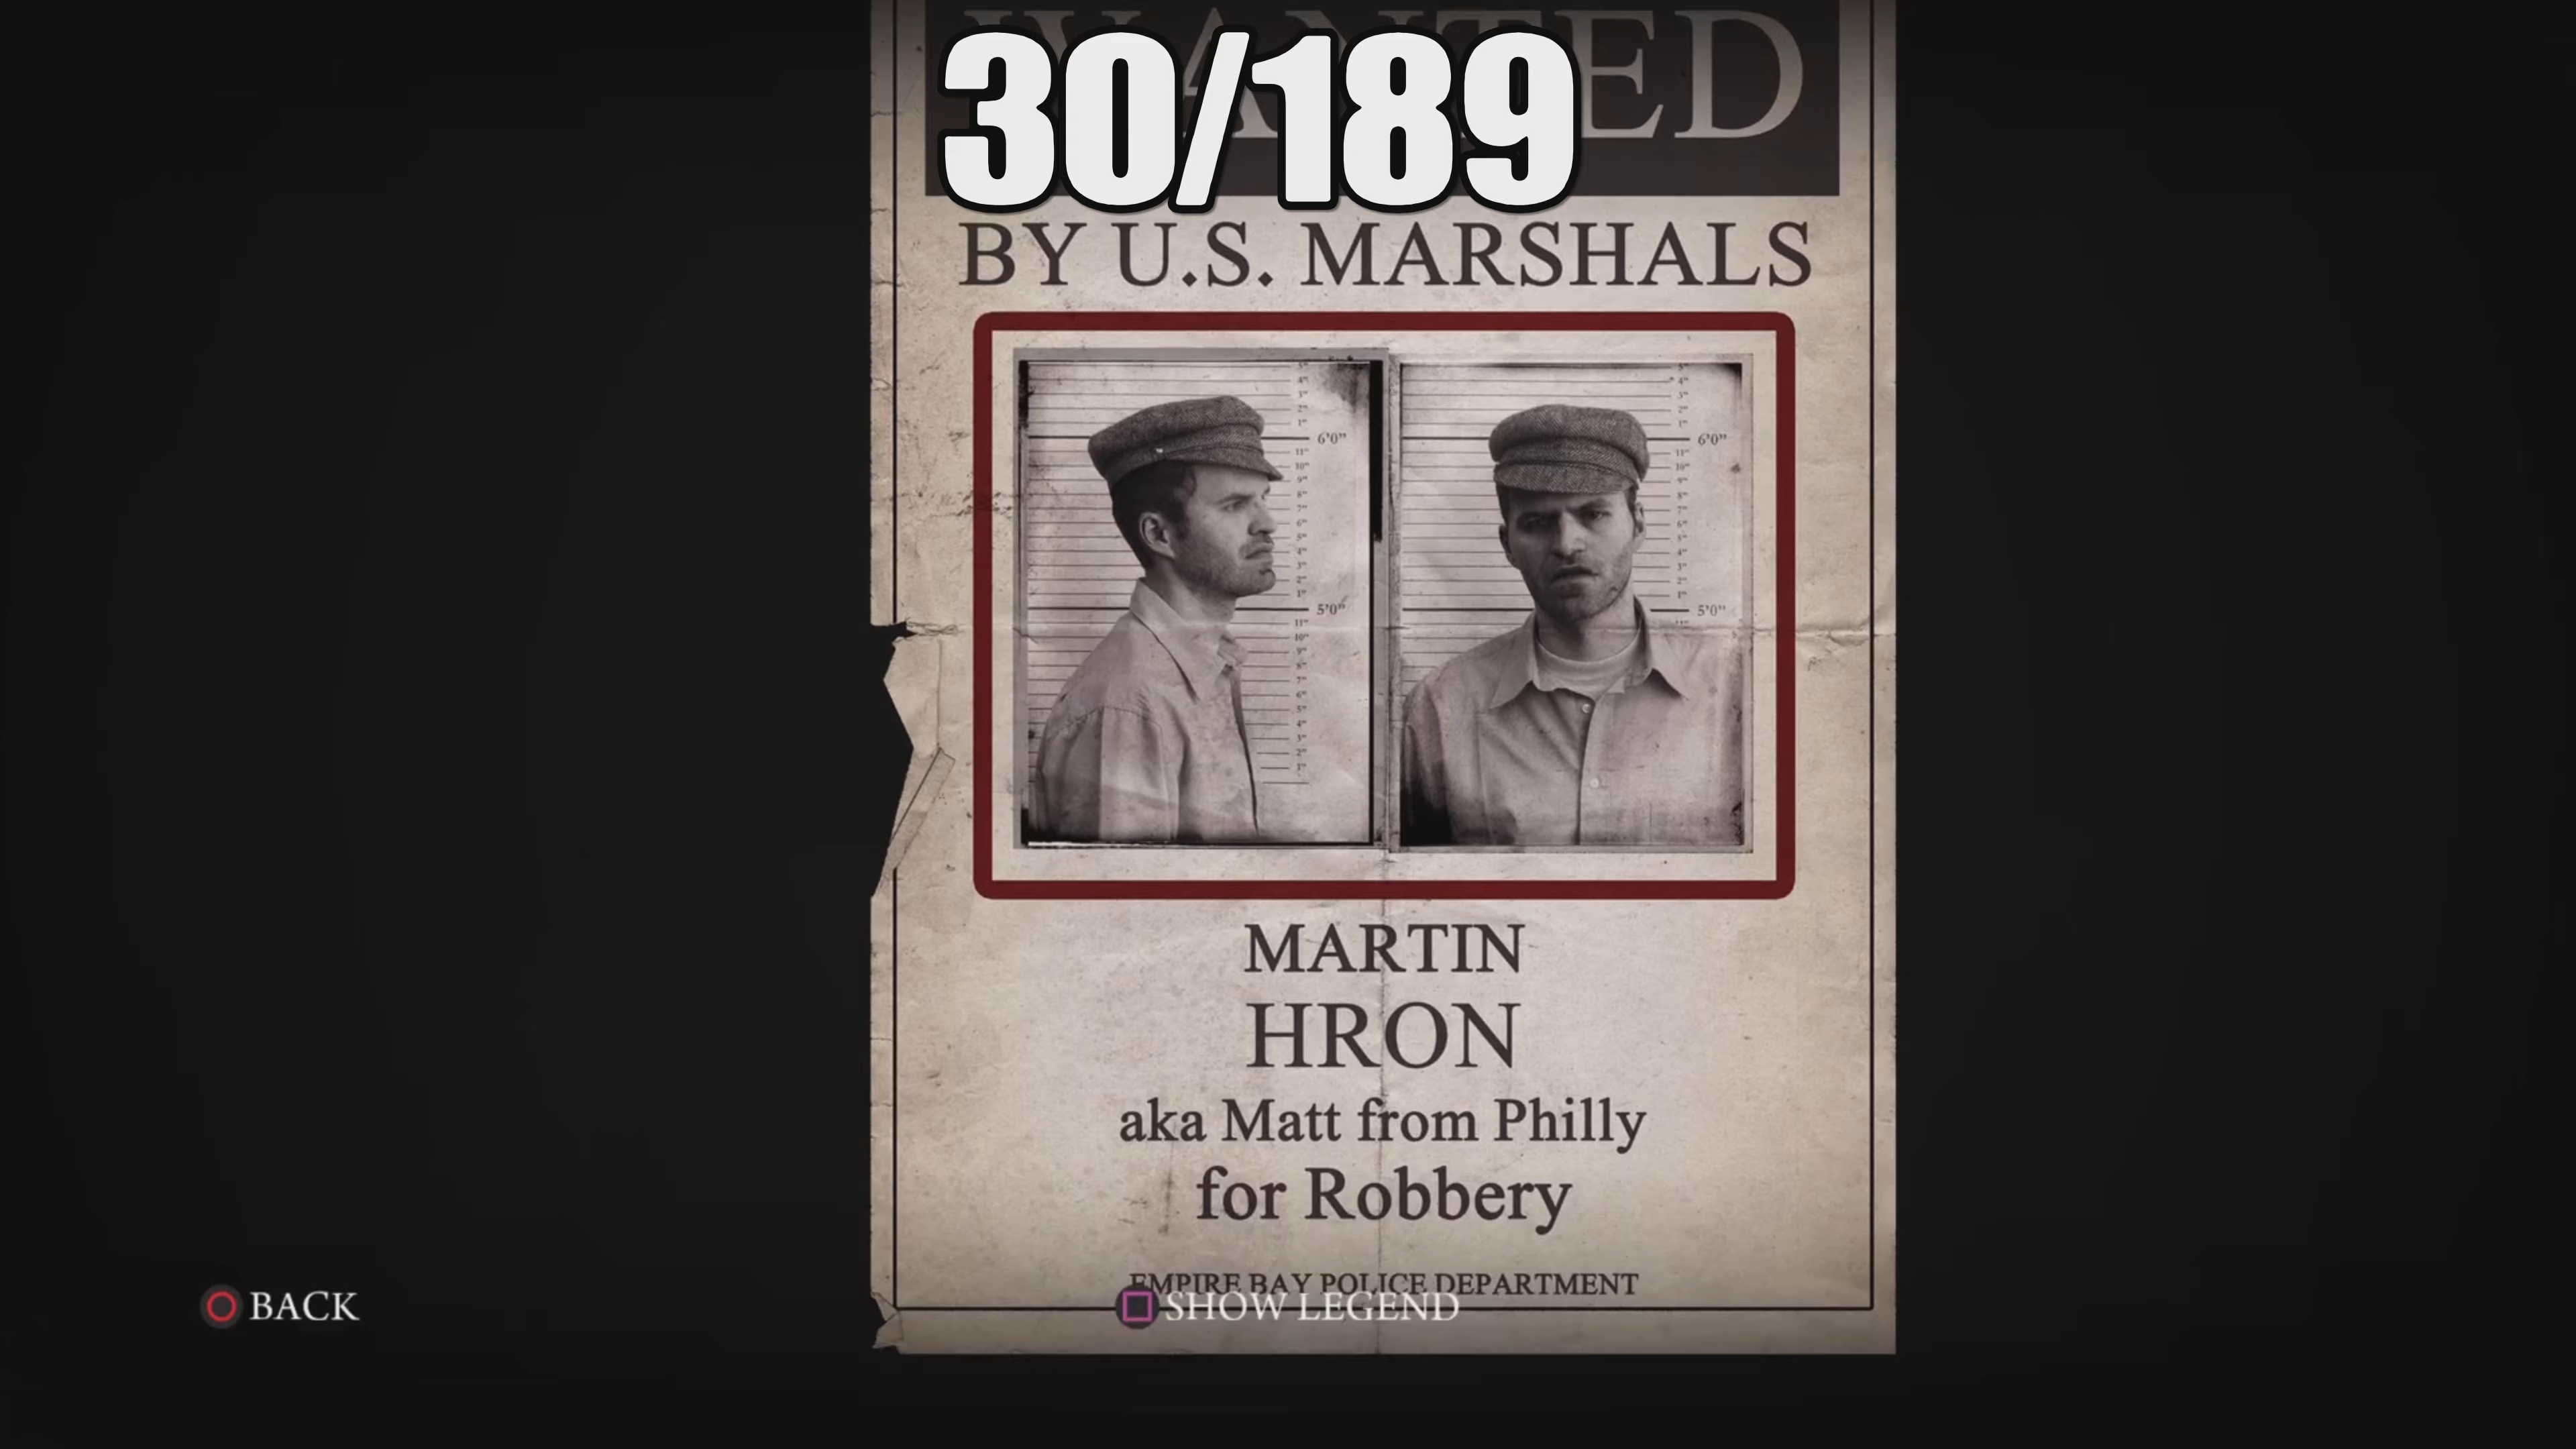 WANTED
30/189
BY U.S. MARSHALS
6'0"
6'0"
5'0"
5'0"
MARTIN
HRON
aka Matt from Philly
for Robbery
EMPIRE BAY POLICE DEPARTMENT
BACK
SHOW LEGEND